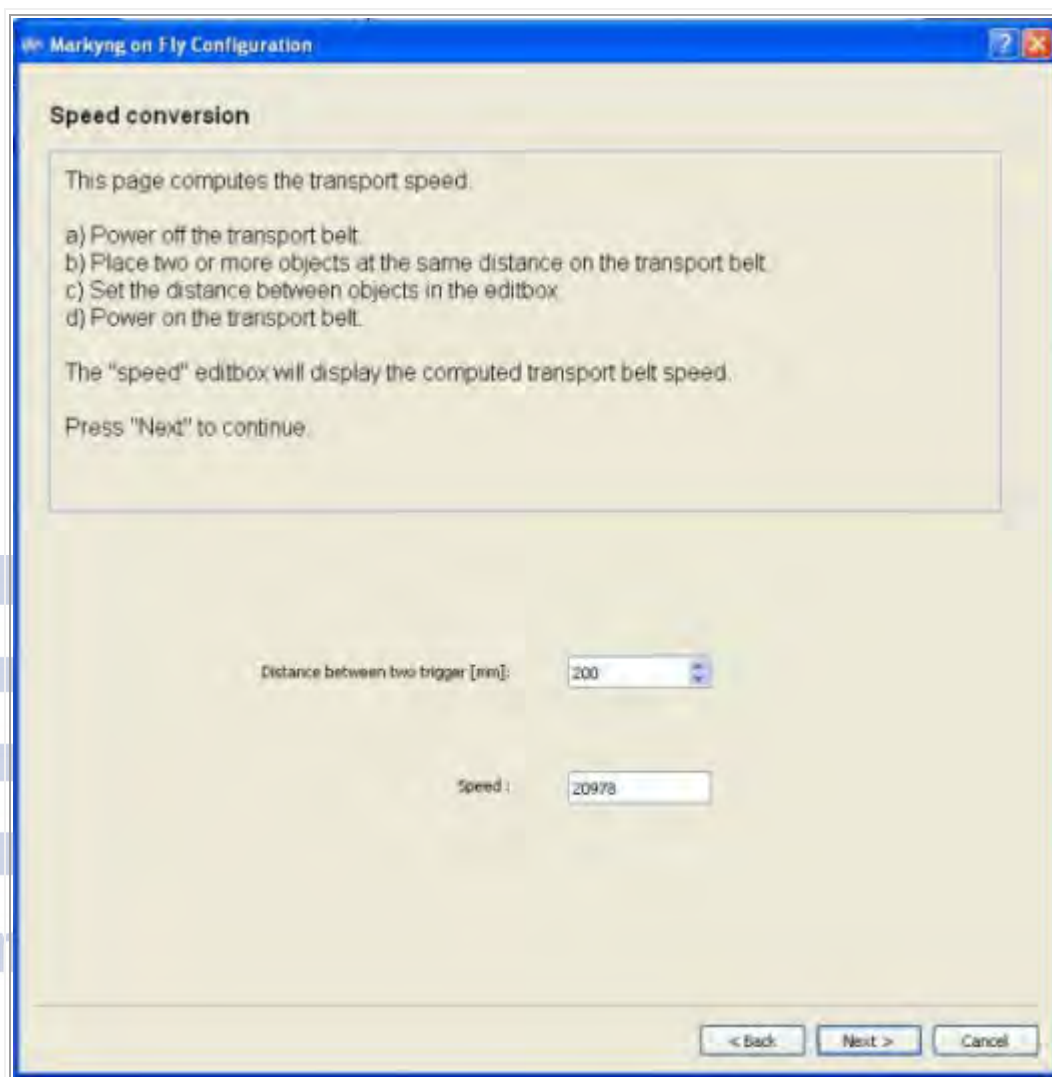 Markyng on Fly Configuration
Speed conversion
This page computes the transport speed.
a) Power off the transport belt.
b) Place two or more objects at the same distance on the transport belt.
c) Set the distance between objects in the editbox
d) Power on the transport belt.
The "speed" editbox will display the computed transport belt speed.
Press "Next" to continue.
Distance between two trigger [mm]: 200
Speed : 20978
< Back Next > Cancel